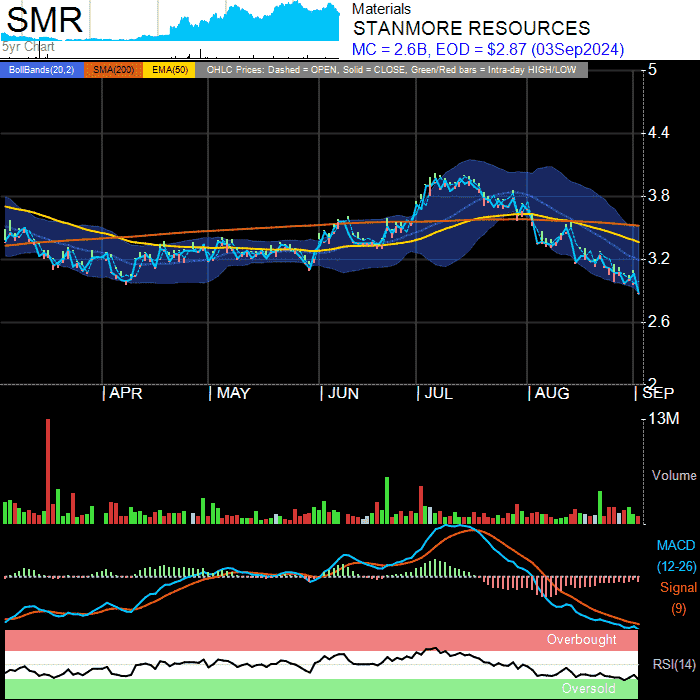 SMR
5yr Chart
Materials
STANMORE RESOURCES
MC = 2.6B, EOD = $2.87 (03Sep2024)
BollBands(20,2) SMA(200) EMA(50) OHLC Prices: Dashed = OPEN, Solid = CLOSE, Green/Red bars = Intra-day HIGH/LOW
5
4.4
3.8
3.2
2.6
2
| APR | MAY | JUN | JUL | AUG | SEP
13M
Volume
MACD
(12-26)
Signal
(9)
Overbought
RSI(14)
Oversold